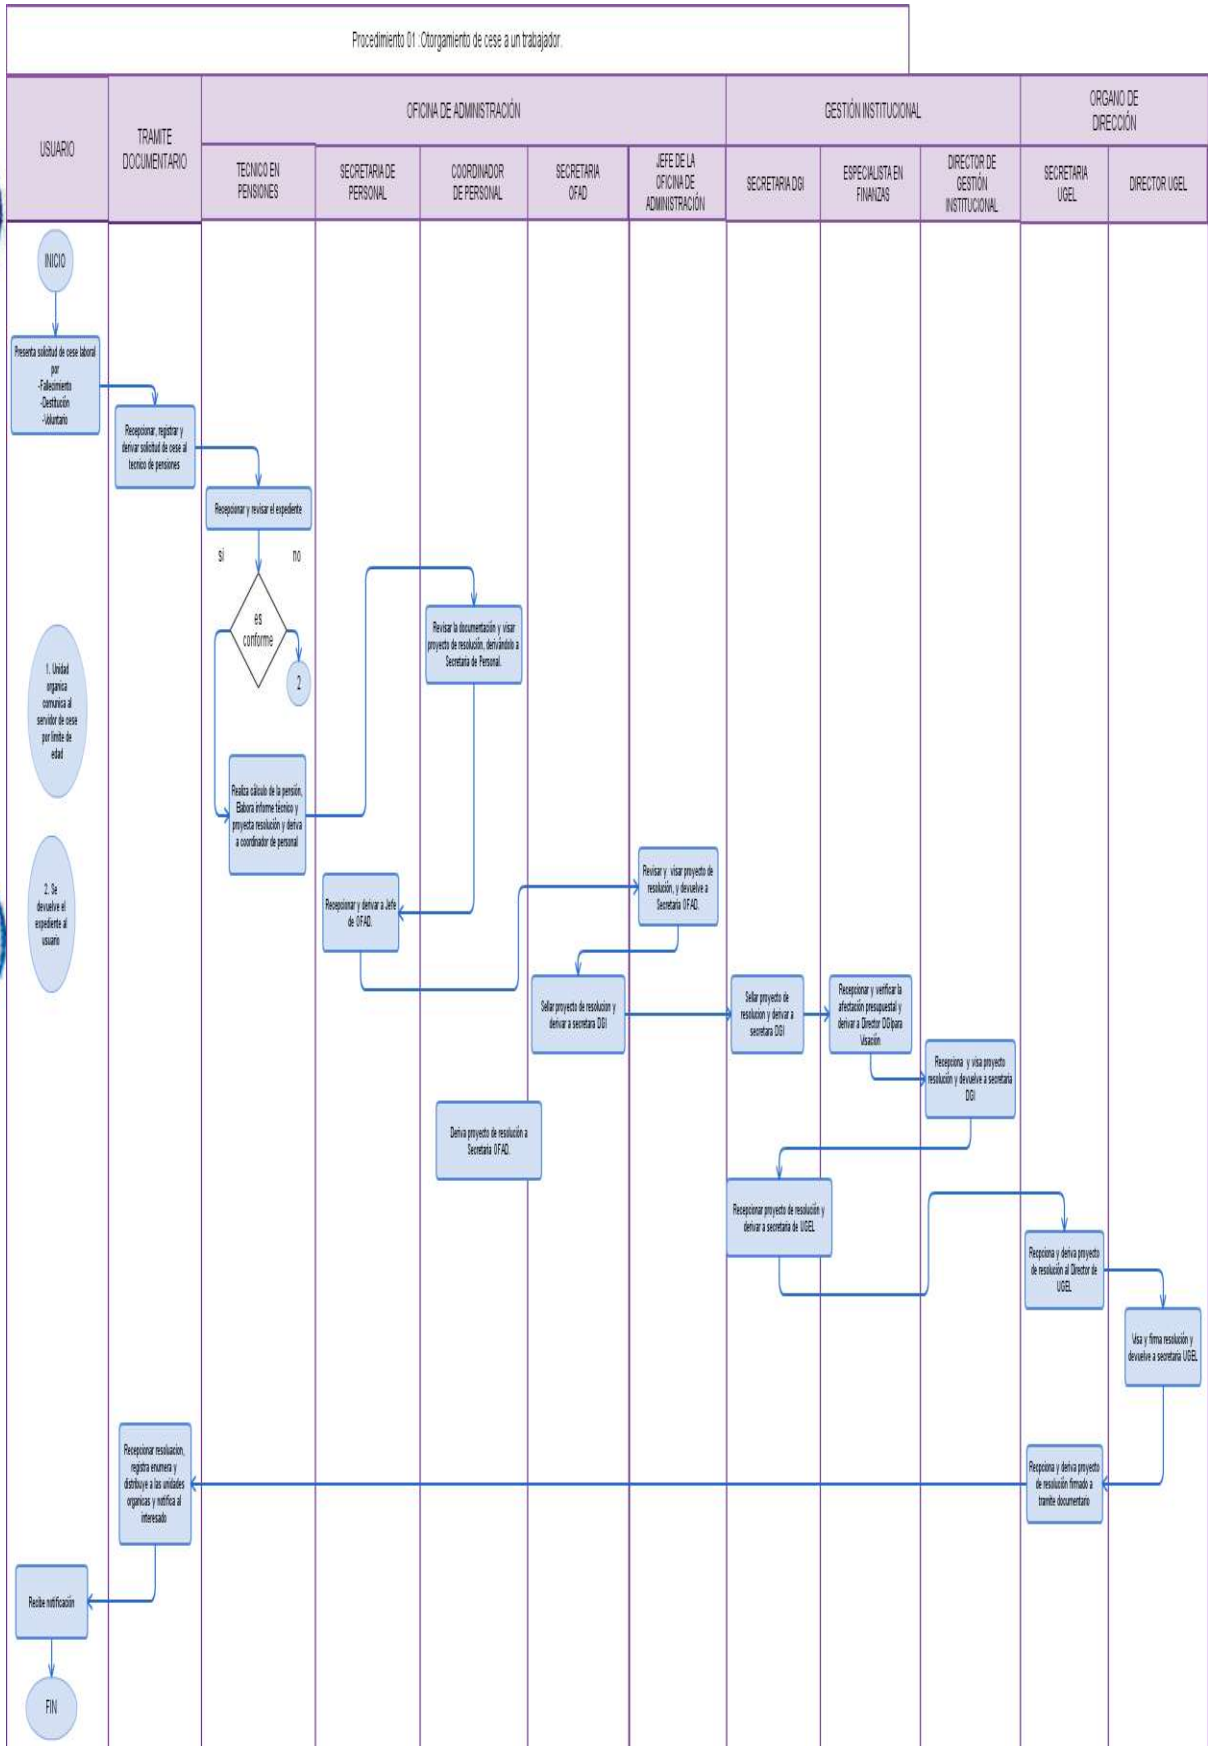 Procedimiento 01 : Otorgamiento de cese a un trabajador.
USUARIO
TRAMITE
DOCUMENTARIO
OFICINA DE ADMINISTRACIÓN
GESTIÓN INSTITUCIONAL
ORGANO DE
DIRECCIÓN
TECNICO EN
PENSIONES
SECRETARIA DE
PERSONAL
COORDINADOR
DE PERSONAL
SECRETARIA
OFAD
JEFE DE LA
OFICINA DE
ADMINISTRACIÓN
SECRETARIA DGI
ESPECIALISTA EN
FINANZAS
DIRECTOR DE
GESTIÓN
INSTITUCIONAL
SECRETARIA
UGEL
DIRECTOR UGEL
INICIO
Presenta solicitud de cese laboral
por
-Fallecimiento
-Destitución
-Voluntario
Recepcionar, registrar y
derivar solicitud de cese al
tecnico de pensiones
Recepcionar y revisar el expediente
si
no
es
conforme
2
Revisar la documentación y visar
proyecto de resolución, derivándolo a
Secretaria de Personal.
1. Unidad
organica
comunica al
servidor de cese
por limite de
edad
Realiza cálculo de la pensión,
Elabora informe técnico y
proyecta resolución y deriva
a coordinador de personal
2. Se
devuelve el
expediente al
usuario
Recepcionar y derivar a Jefe
de OFAD.
Revisar y visar proyecto de
resolución, y devuelve a
Secretaria OFAD.
Sellar proyecto de resolucion y
derivar a secretara DGI
Sellar proyecto de
resolucion y derivar a
secretara DGI
Recepcionar y verificar la
afectación presupuestal y
derivar a Director DGIpara
Visación
Recepciona y visa proyecto
resolución y devuelve a secretaria
DGI
Deriva proyecto de resolución a
Secretaria OFAD.
Recepcionar proyecto de resolución y
derivar a secretaria de UGEL
Recpciona y deriva proyecto
de resolución al Director de
UGEL
Visa y firma resolución y
devuelve a secretaria UGEL
Recepcionar resoluacion,
registra enumera y
distribuye a las unidades
organicas y notifica al
interesado
Recpciona y deriva proyecto
de resolución firmado a
tramite documentario
Recibe notificación
FIN